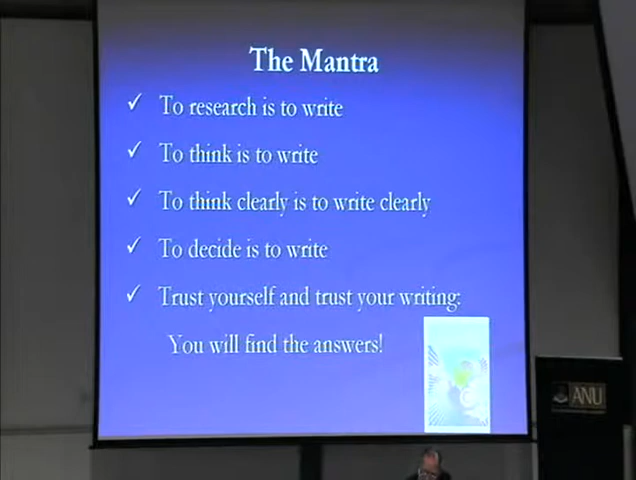 The Mantra
✓ To research is to write
✓ To think is to write
✓ To think clearly is to write clearly
✓ To decide is to write
✓ Trust yourself and trust your writing:
You will find the answers!
ANU